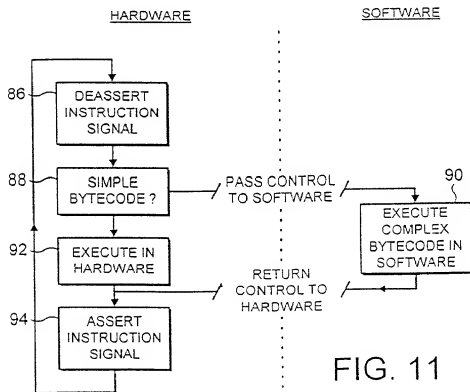 HARDWARE
SOFTWARE
86
DEASSERT
INSTRUCTION
SIGNAL
88
SIMPLE
BYTECODE ?
PASS CONTROL
TO SOFTWARE
90
EXECUTE
COMPLEX
BYTECODE IN
SOFTWARE
92
EXECUTE IN
HARDWARE
RETURN
CONTROL TO
HARDWARE
94
ASSERT
INSTRUCTION
SIGNAL
FIG. 11